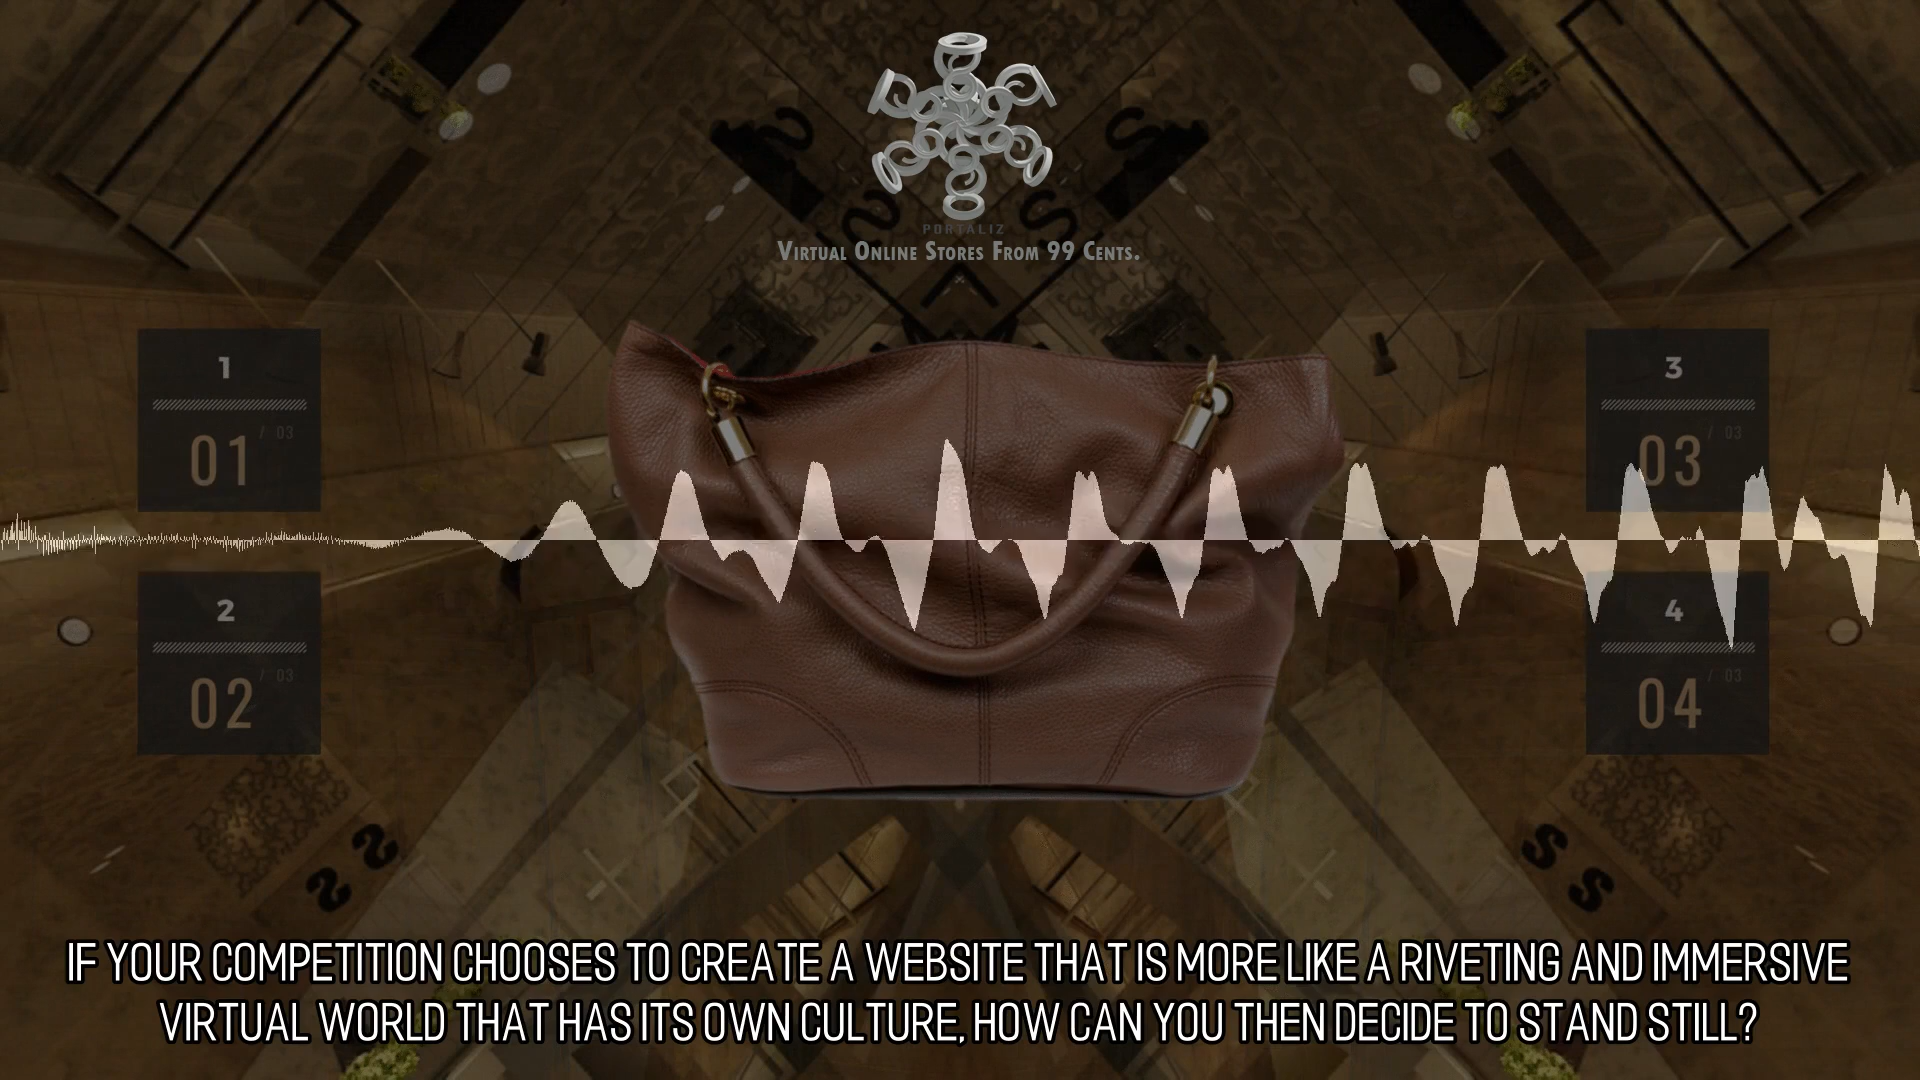 PORTALIZ
Virtual Online Stores From 99 Cents.
1
/ 03
01
2
/ 03
02
3
/ 03
03
4
/ 03
04
S S
S S
IF YOUR COMPETITION CHOOSES TO CREATE A WEBSITE THAT IS MORE LIKE A RIVETING AND IMMERSIVE
VIRTUAL WORLD THAT HAS ITS OWN CULTURE, HOW CAN YOU THEN DECIDE TO STAND STILL?